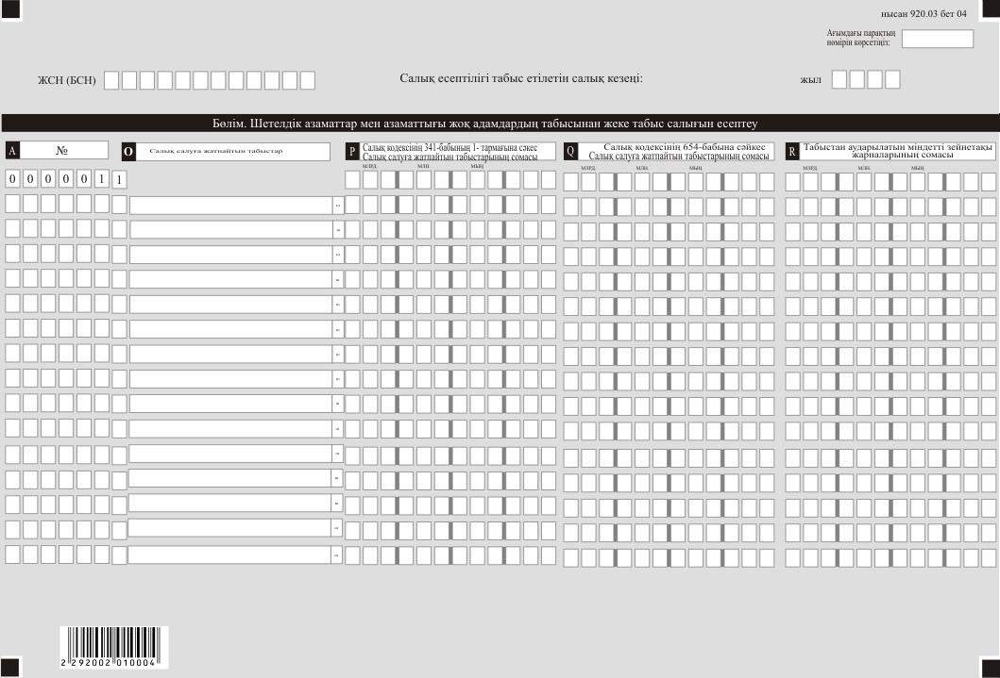 нысан 920.03 бет 04
Ағымдағы парақтың
нөмірін көрсетіңіз:
ЖСН (БСН)
Салық есептілігі табыс етілетін салық кезеңі:
жыл
Бөлім. Шетелдік азаматтар мен азаматтығы жоқ адамдардың табысынан жеке табыс салығын есептеу
A №
O Салық салуға жатпайтын табыстар
P Салық кодексінің 341-бабының 1- тармағына сәкес
Салық салуға жатпайтын табыстарының сомасы
Q Салық кодексінің 654-бабына сәйкес
Салық салуға жатпайтын табыстарының сомасы
R Табыстан аударылатын міндетті зейнетақы
жарналарының сомасы
МЛРД. МЛН. МЫҢ
МЛРД. МЛН. МЫҢ
МЛРД. МЛН. МЫҢ
0 0 0 0 0 1 1
2 292002 010004